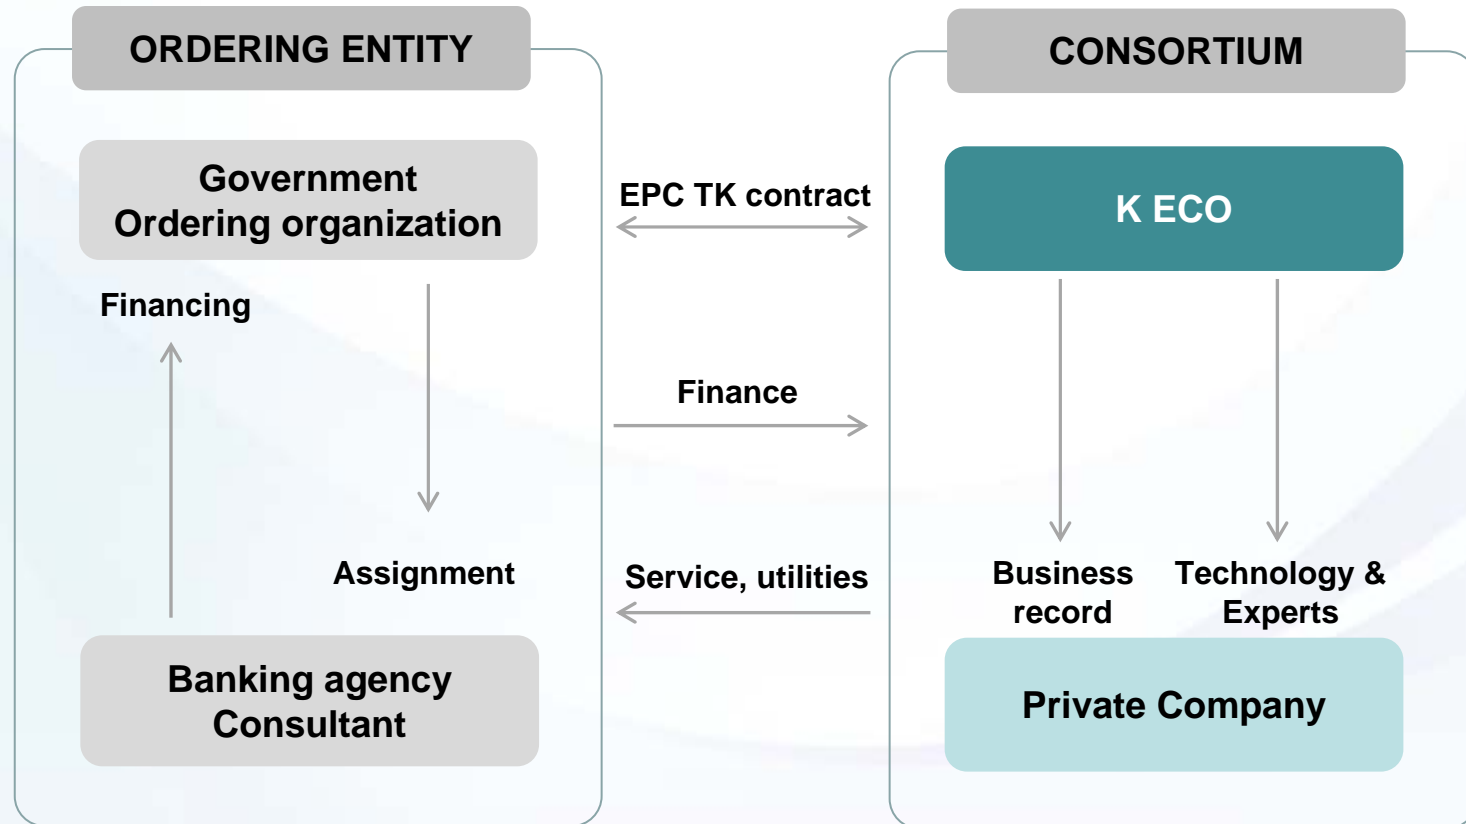 ORDERING ENTITY
CONSORTIUM
Government
Ordering organization
EPC TK contract
K ECO
Financing
Finance
Assignment
Service, utilities
Business
record
Technology &
Experts
Banking agency
Consultant
Private Company